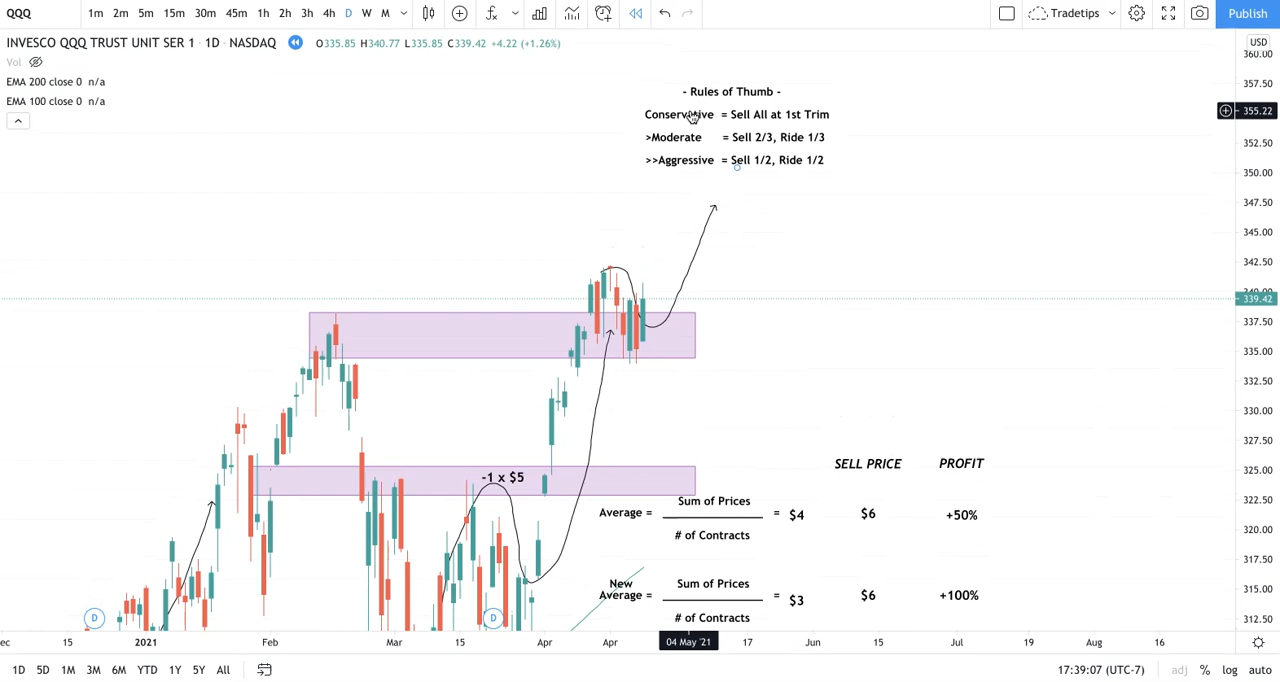 QQQ 1m 2m 5m 15m 30m 45m 1h 2h 3h 4h D W M Tradetips Publish
INVESCO QQQ TRUST UNIT SER 1 · 1D · NASDAQ O335.85 H340.77 L335.85 C339.42 +4.22 (+1.26%)
USD
Vol
EMA 200 close 0 n/a
EMA 100 close 0 n/a
- Rules of Thumb -
Conservative = Sell All at 1st Trim
>Moderate = Sell 2/3, Ride 1/3
>>Aggressive = Sell 1/2, Ride 1/2
360.00
357.50
355.22
352.50
350.00
347.50
345.00
342.50
340.00
339.42
337.50
335.00
332.50
330.00
327.50
325.00
322.50
320.00
317.50
315.00
312.50
-1 x $5
SELL PRICE PROFIT
Average = Sum of Prices = $4 $6 +50%
# of Contracts
New
Average = Sum of Prices = $3 $6 +100%
# of Contracts
D D
ec 15 2021 Feb Mar 15 Apr Apr 04 May '21 17 Jun 15 Jul 19 Aug 16
1D 5D 1M 3M 6M YTD 1Y 5Y All 17:39:07 (UTC-7) adj % log auto